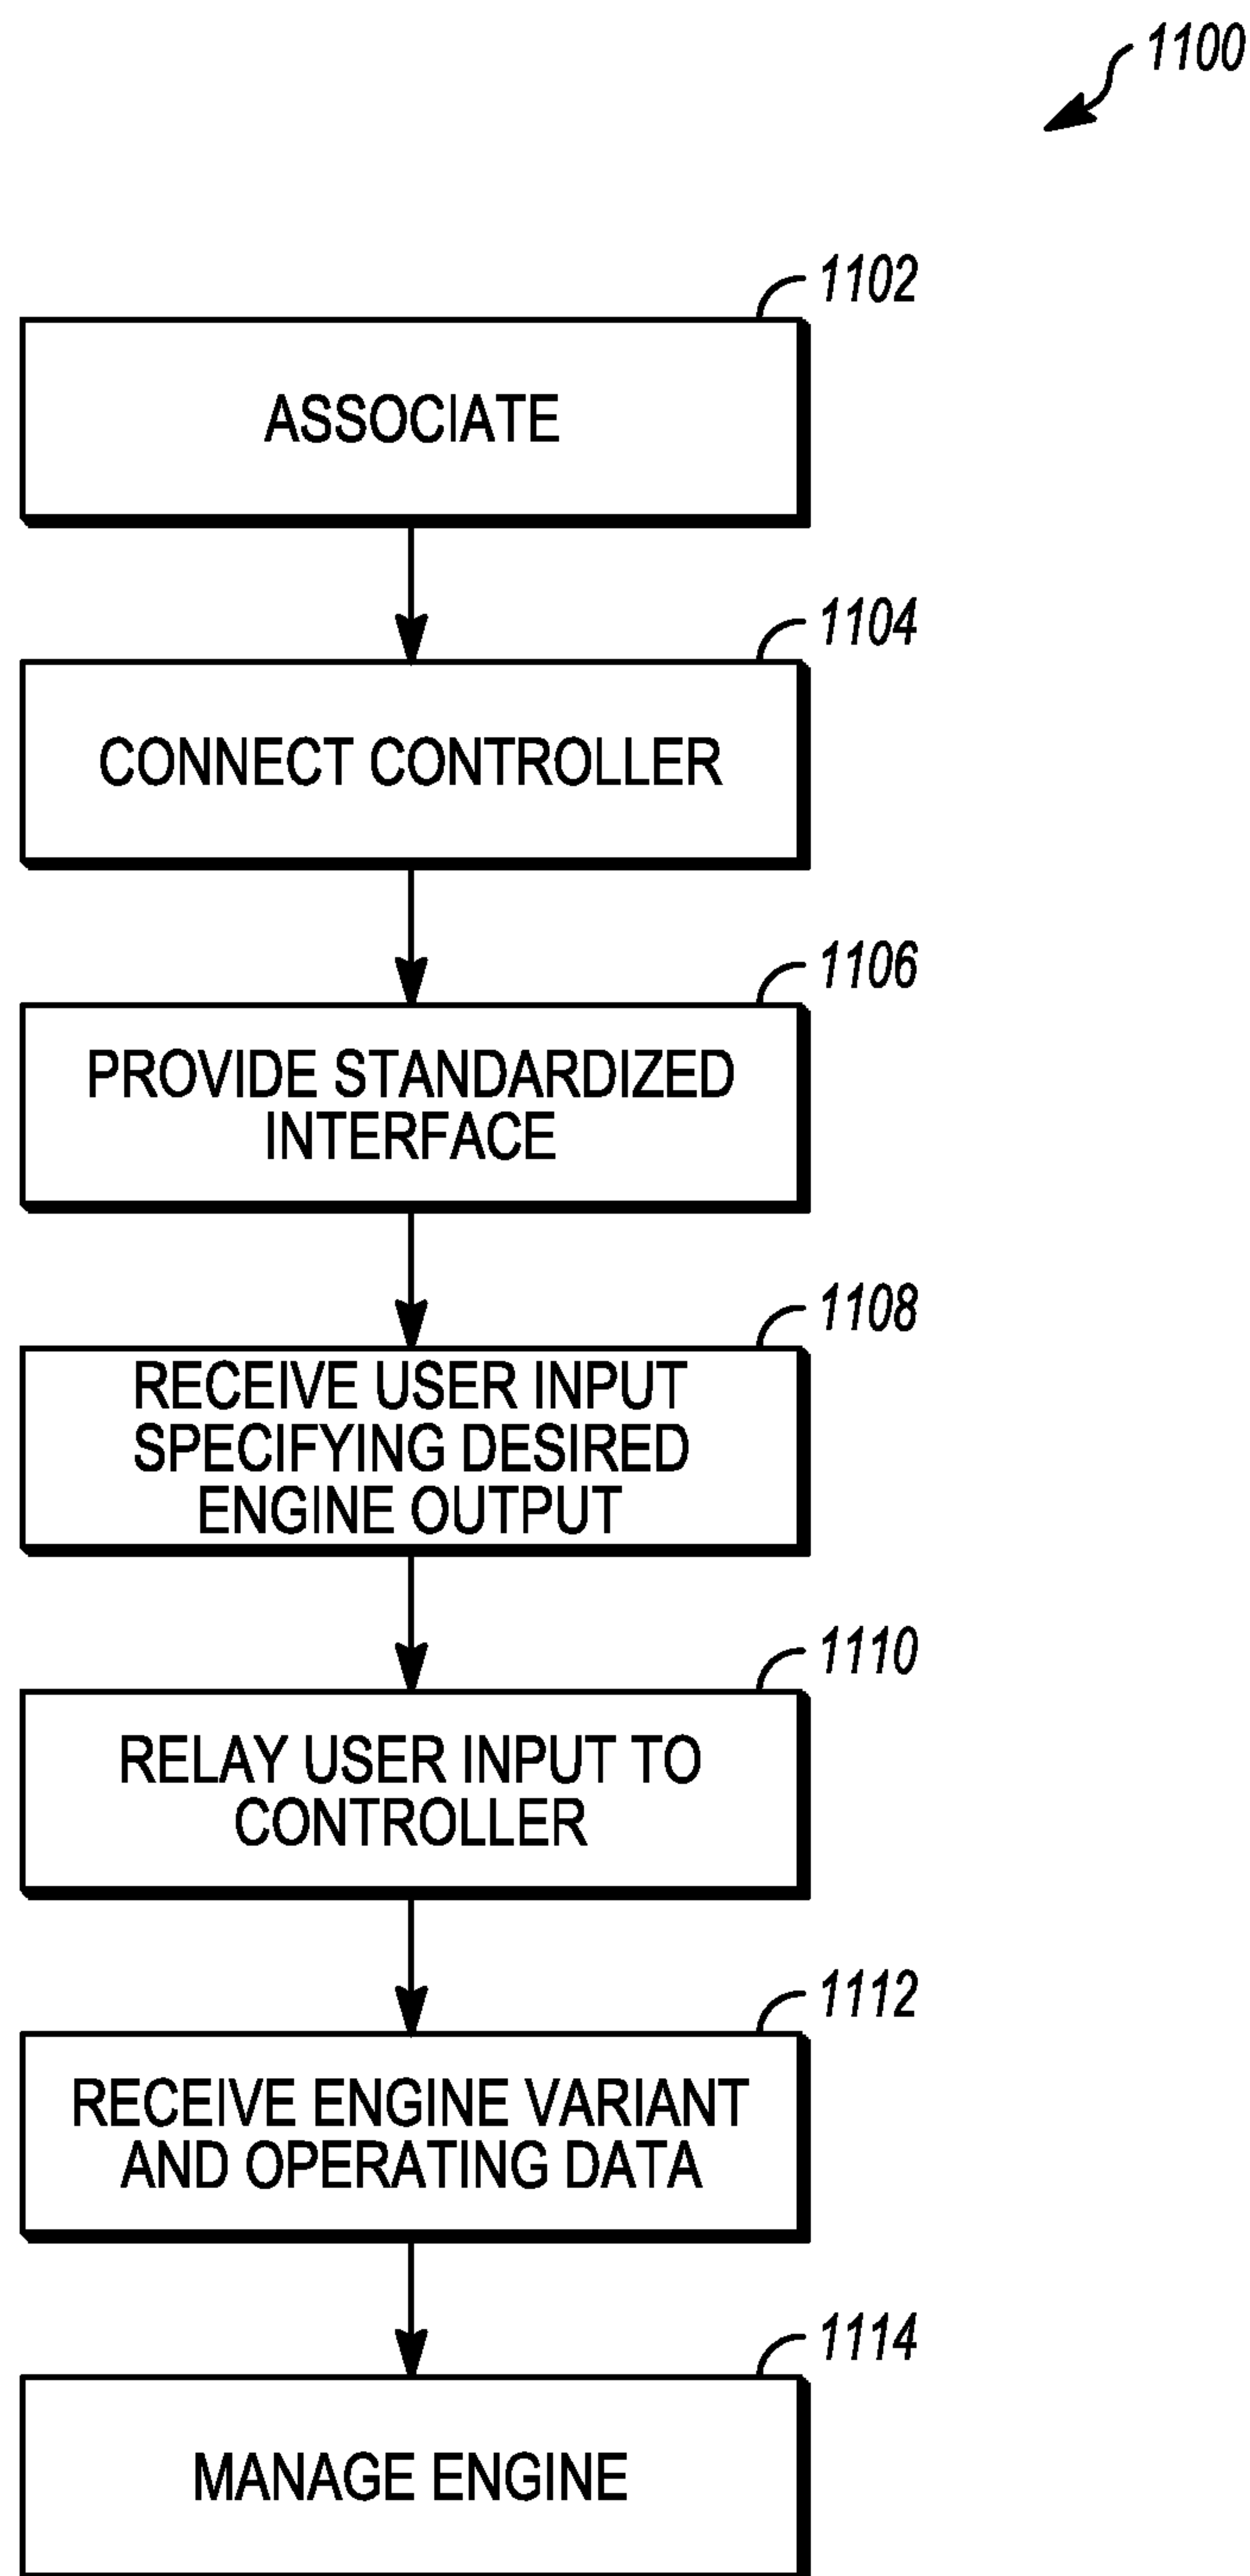 1100
1102
ASSOCIATE
1104
CONNECT CONTROLLER
1106
PROVIDE STANDARDIZED
INTERFACE
1108
RECEIVE USER INPUT
SPECIFYING DESIRED
ENGINE OUTPUT
1110
RELAY USER INPUT TO
CONTROLLER
1112
RECEIVE ENGINE VARIANT
AND OPERATING DATA
1114
MANAGE ENGINE